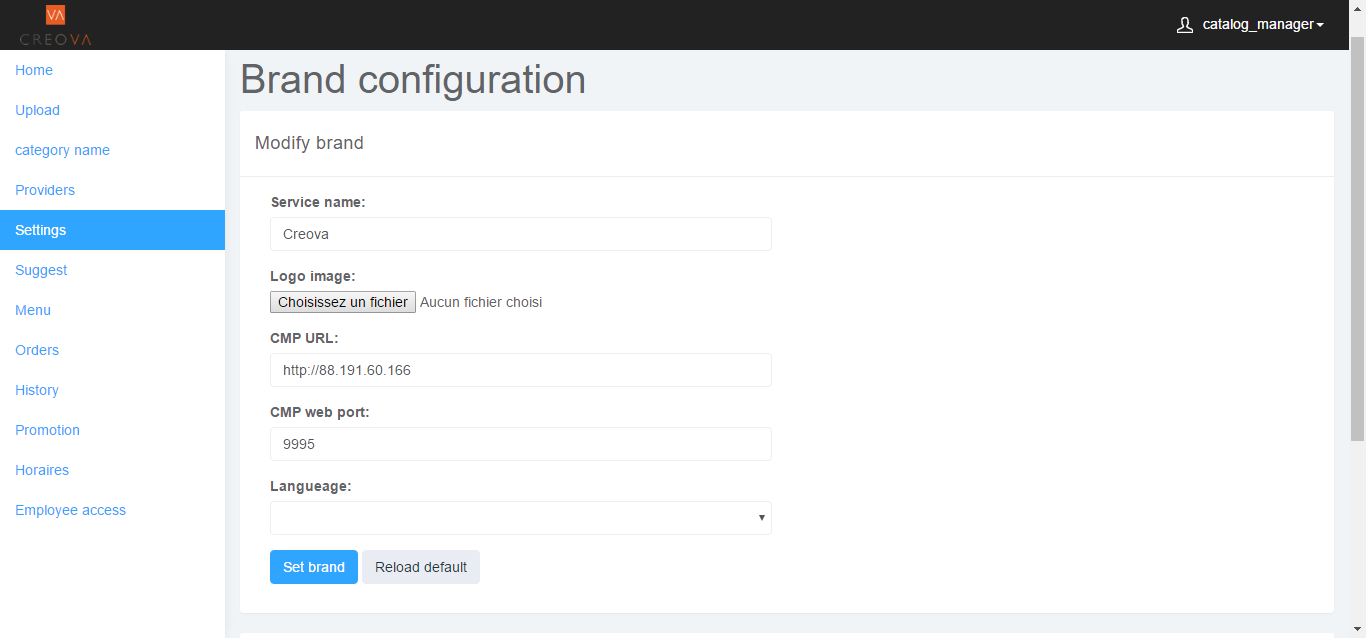 VA
CREOVA
catalog_manager
Home
Upload
category name
Providers
Settings
Suggest
Menu
Orders
History
Promotion
Horaires
Employee access
Brand configuration
Modify brand
Service name:
Creova
Logo image:
Choisissez un fichier Aucun fichier choisi
CMP URL:
http://88.191.60.166
CMP web port:
9995
Langueage:
Set brand Reload default